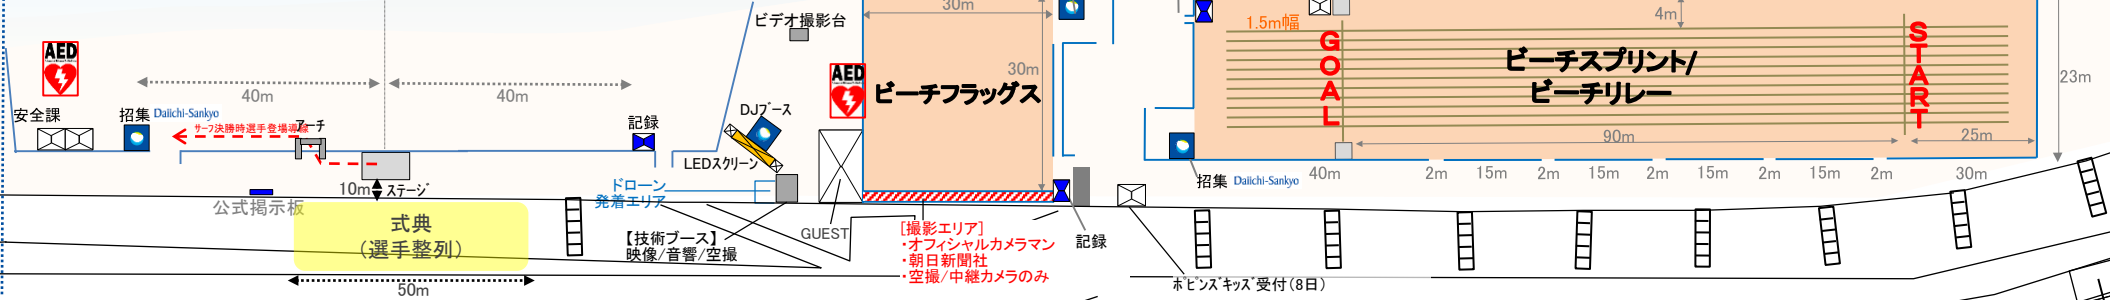 30m
4m
1.5m幅
ビデオ撮影台
AED
40m
40m
安全課
招集 Daiichi-Sankyo
サーフ決勝時選手登場導線
アーチ
記録
DJブース
LEDスクリーン
AED
ビーチフラッグス
30m
GOAL
ビーチスプリント/
ビーチリレー
START
23m
90m
25m
10m
ステージ
ドローン
発着エリア
招集 Daiichi-Sankyo
40m
2m
15m
2m
15m
2m
15m
2m
15m
2m
30m
公式掲示板
式典
(選手整列)
50m
【技術ブース】
映像/音響/空撮
GUEST
[撮影エリア]
・オフィシャルカメラマン
・朝日新聞社
・空撮/中継カメラのみ
記録
ポピンズキッズ受付(8日)